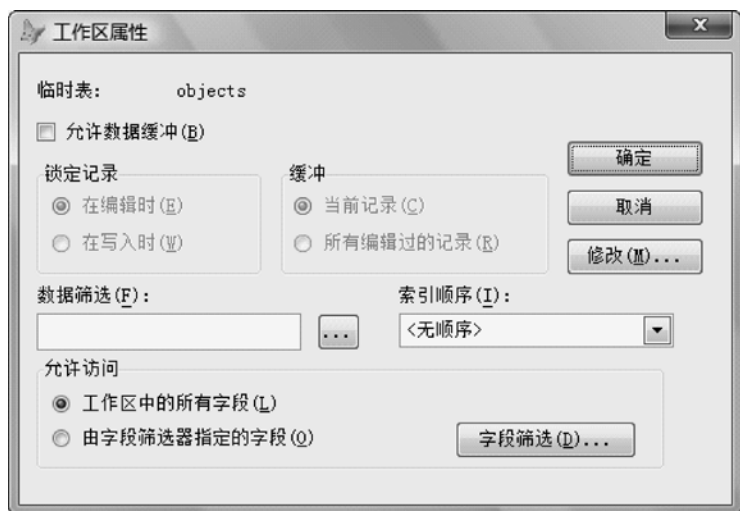 工作区属性
临时表: objects
允许数据缓冲(B)
锁定记录
在编辑时(E)
在写入时(W)
缓冲
当前记录(C)
所有编辑过的记录(R)
确定
取消
修改(M)...
数据筛选(F):
...
索引顺序(I):
<无顺序>
允许访问
工作区中的所有字段(L)
由字段筛选器指定的字段(O)
字段筛选(D)...